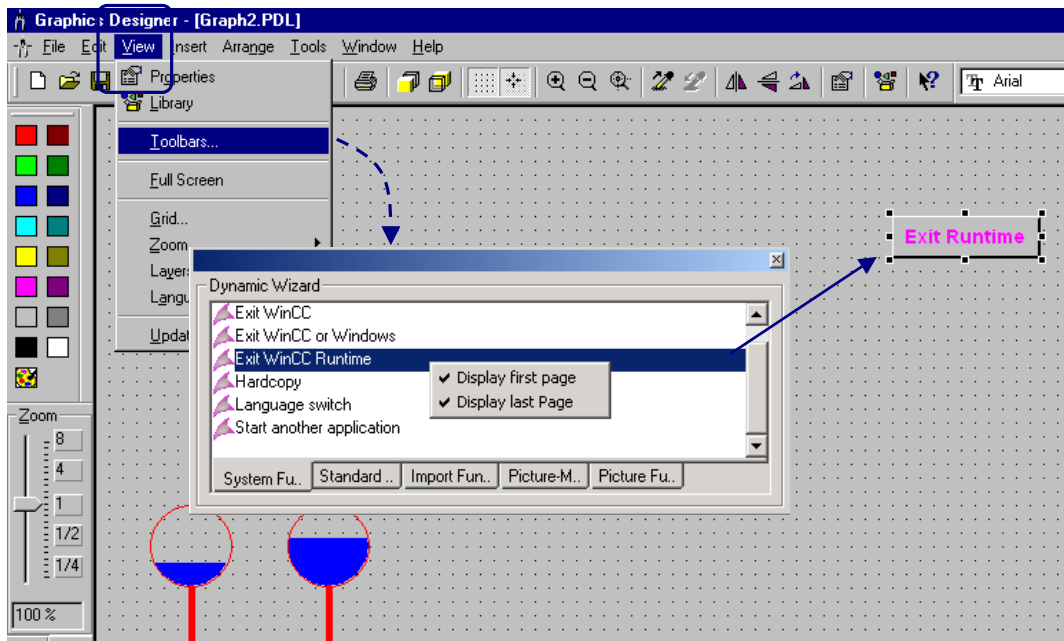 Graphics Designer - [Graph2.PDL]
File Edit View Insert Arrange Tools Window Help
Properties
Library
Toolbars...
Full Screen
Grid...
Zoom
Layers
Langu
Updat
Arial
Exit Runtime
Dynamic Wizard
Exit WinCC
Exit WinCC or Windows
Exit WinCC Runtime
Hardcopy
Language switch
Start another application
Display first page
Display last Page
System Fu.. Standard .. Import Fun.. Picture-M.. Picture Fu..
Zoom
8
4
1
1/2
1/4
100 %